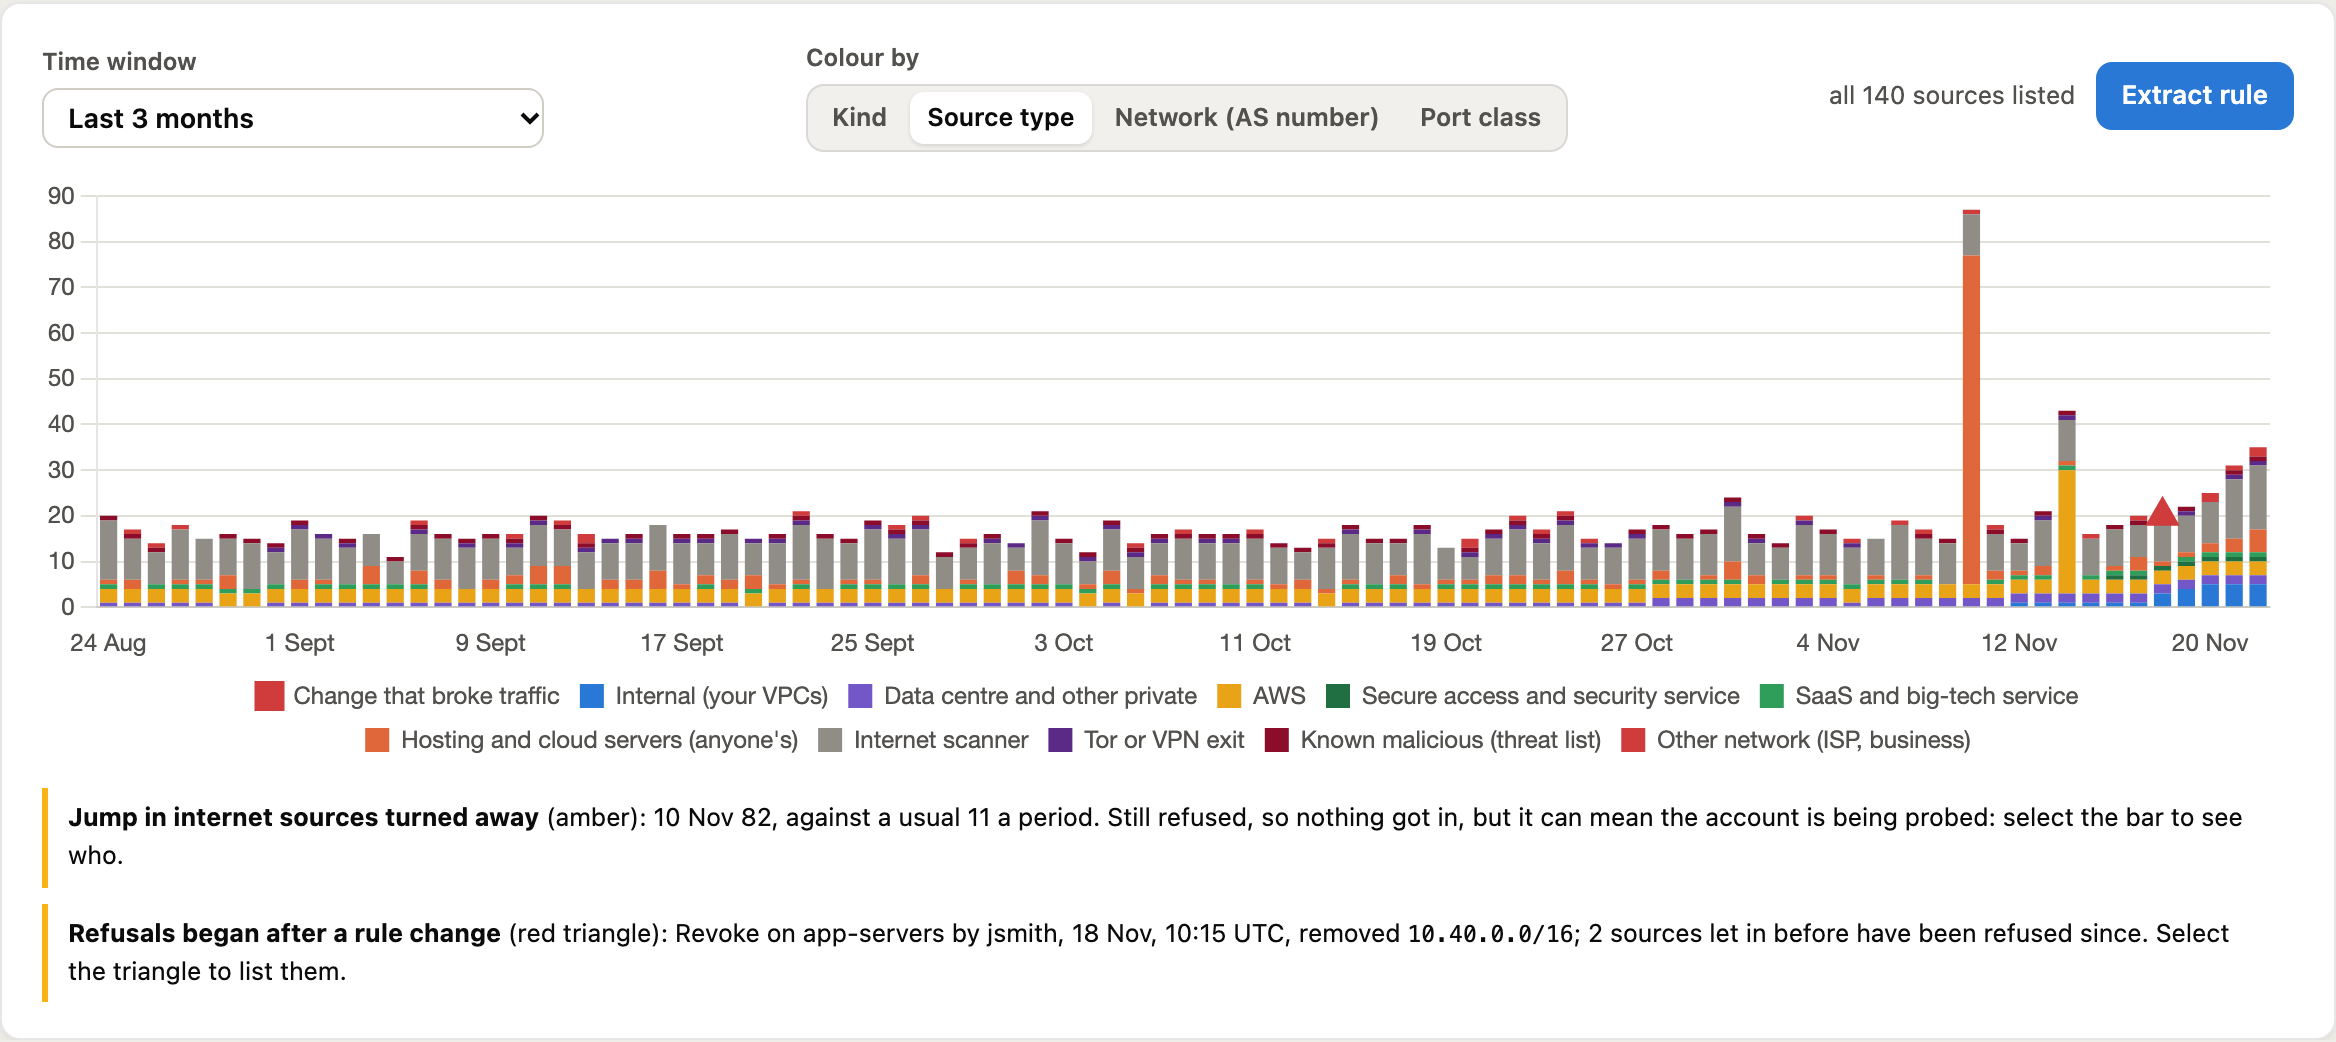 Time window
Last 3 months
Colour by
Kind
Source type
Network (AS number)
Port class
all 140 sources listed
Extract rule
90
80
70
60
50
40
30
20
10
0
24 Aug
1 Sept
9 Sept
17 Sept
25 Sept
3 Oct
11 Oct
19 Oct
27 Oct
4 Nov
12 Nov
20 Nov
Change that broke traffic
Internal (your VPCs)
Data centre and other private
AWS
Secure access and security service
SaaS and big-tech service
Hosting and cloud servers (anyone's)
Internet scanner
Tor or VPN exit
Known malicious (threat list)
Other network (ISP, business)
Jump in internet sources turned away (amber): 10 Nov 82, against a usual 11 a period. Still refused, so nothing got in, but it can mean the account is being probed: select the bar to see
who.
Refusals began after a rule change (red triangle): Revoke on app-servers by jsmith, 18 Nov, 10:15 UTC, removed 10.40.0.0/16; 2 sources let in before have been refused since. Select
the triangle to list them.